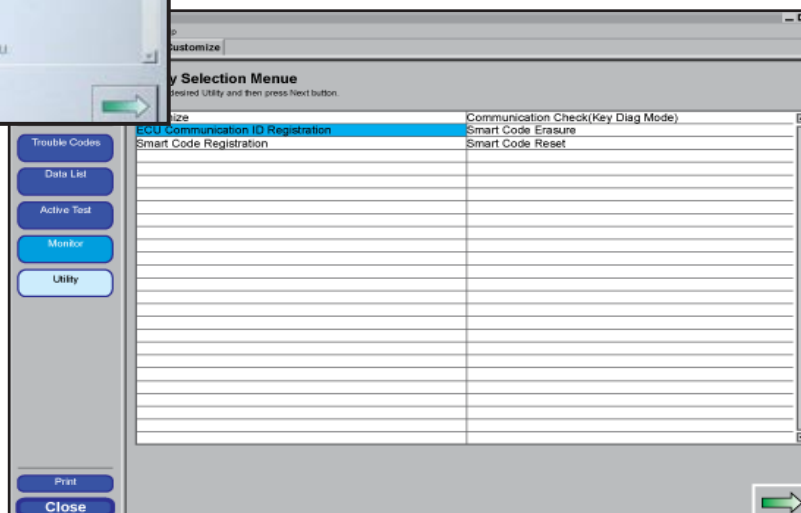 u
p
Customize
y Selection Menue
desired Utility and then press Next button.
ize Communication Check(Key Diag Mode)
ECU Communication ID Registration Smart Code Erasure
Smart Code Registration Smart Code Reset
Trouble Codes
Data List
Active Test
Monitor
Utility
Print
Close